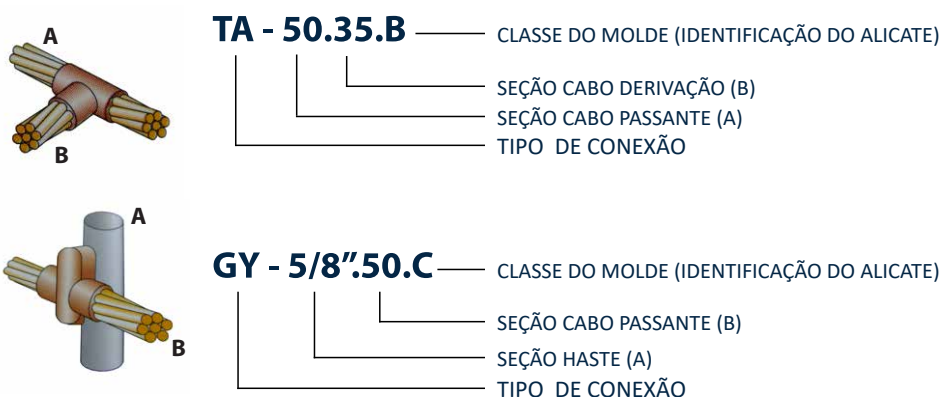 A
B
TA - 50.35.B
CLASSE DO MOLDE (IDENTIFICAÇÃO DO ALICATE)
SEÇÃO CABO DERIVAÇÃO (B)
SEÇÃO CABO PASSANTE (A)
TIPO DE CONEXÃO
A
B
GY - 5/8”.50.C
CLASSE DO MOLDE (IDENTIFICAÇÃO DO ALICATE)
SEÇÃO CABO PASSANTE (B)
SEÇÃO HASTE (A)
TIPO DE CONEXÃO